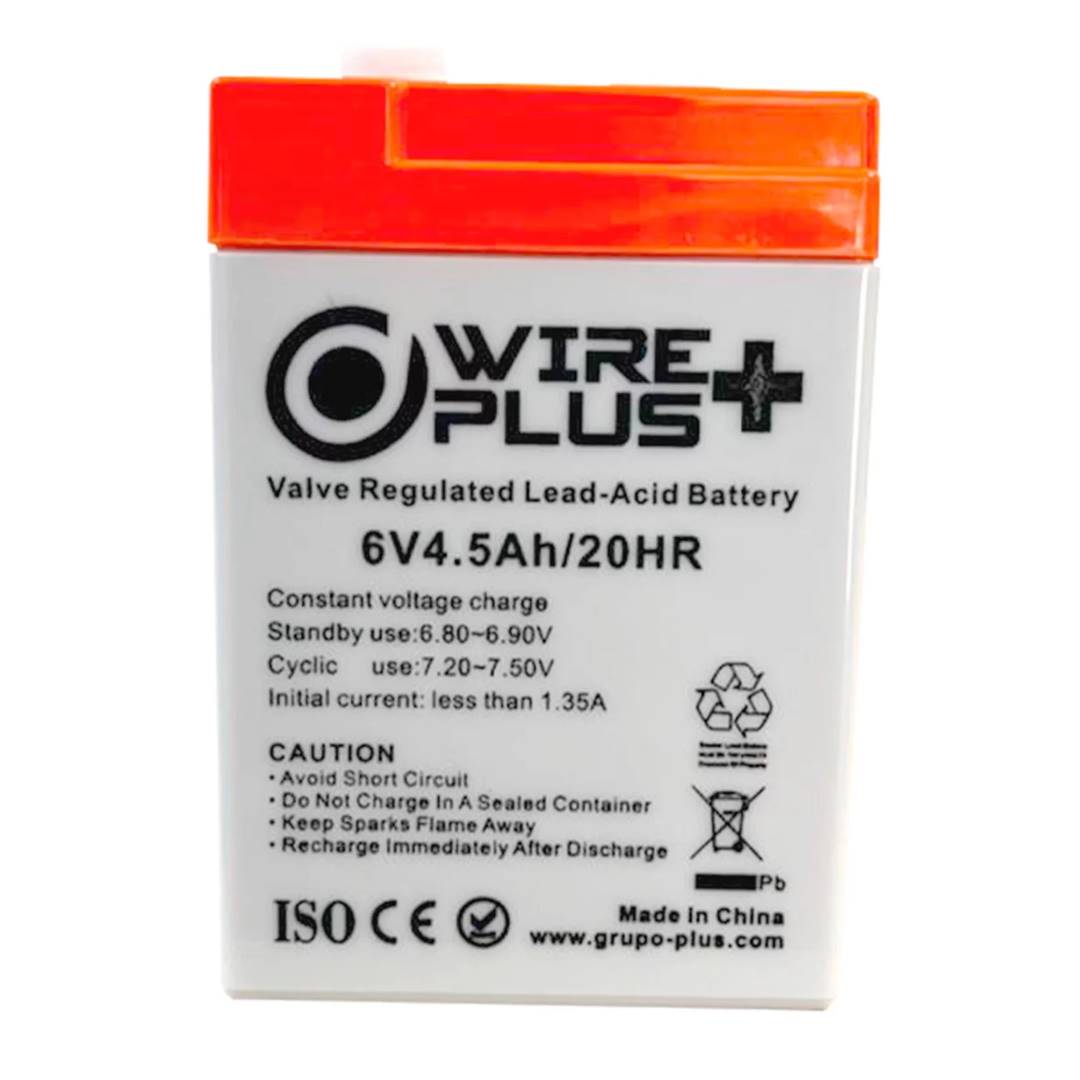 WIRE
PLUS+
Valve Regulated Lead-Acid Battery
6V4.5Ah/20HR
Constant voltage charge
Standby use:6.80~6.90V
Cyclic use:7.20~7.50V
Initial current: less than 1.35A
CAUTION
• Avoid Short Circuit
• Do Not Charge In A Sealed Container
• Keep Sparks Flame Away
• Recharge Immediately After Discharge
Pb
ISO CE
Made in China
www.grupo-plus.com